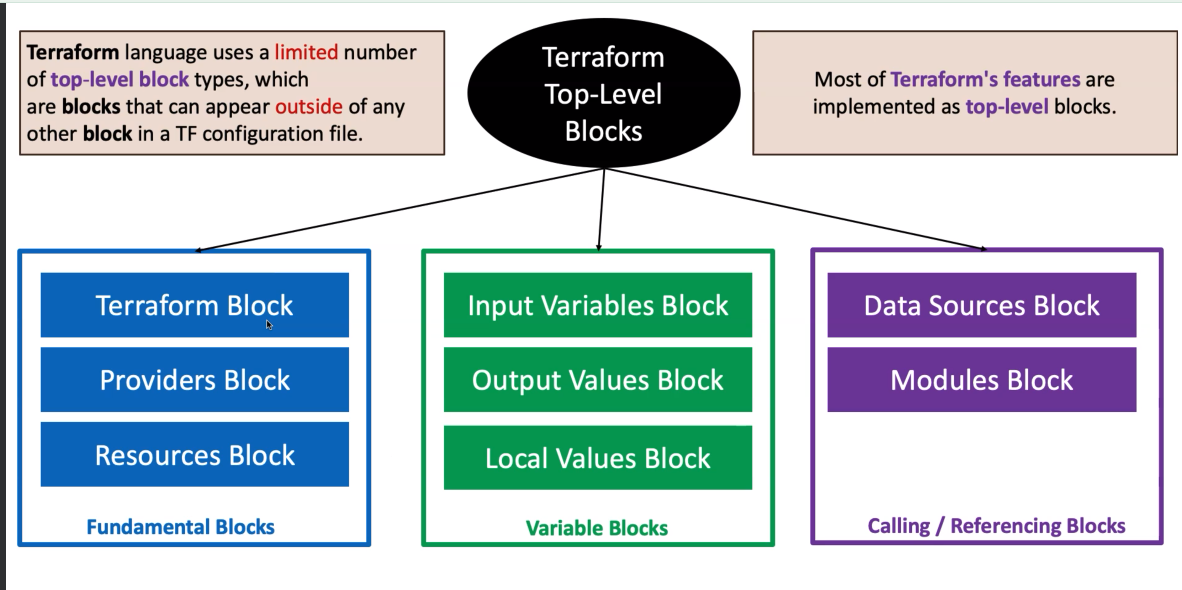 Terraform language uses a limited number
of top-level block types, which
are blocks that can appear outside of any
other block in a TF configuration file.
Terraform
Top-Level
Blocks
Most of Terraform's features are
implemented as top-level blocks.
Terraform Block
Providers Block
Resources Block
Fundamental Blocks
Input Variables Block
Output Values Block
Local Values Block
Variable Blocks
Data Sources Block
Modules Block
Calling / Referencing Blocks